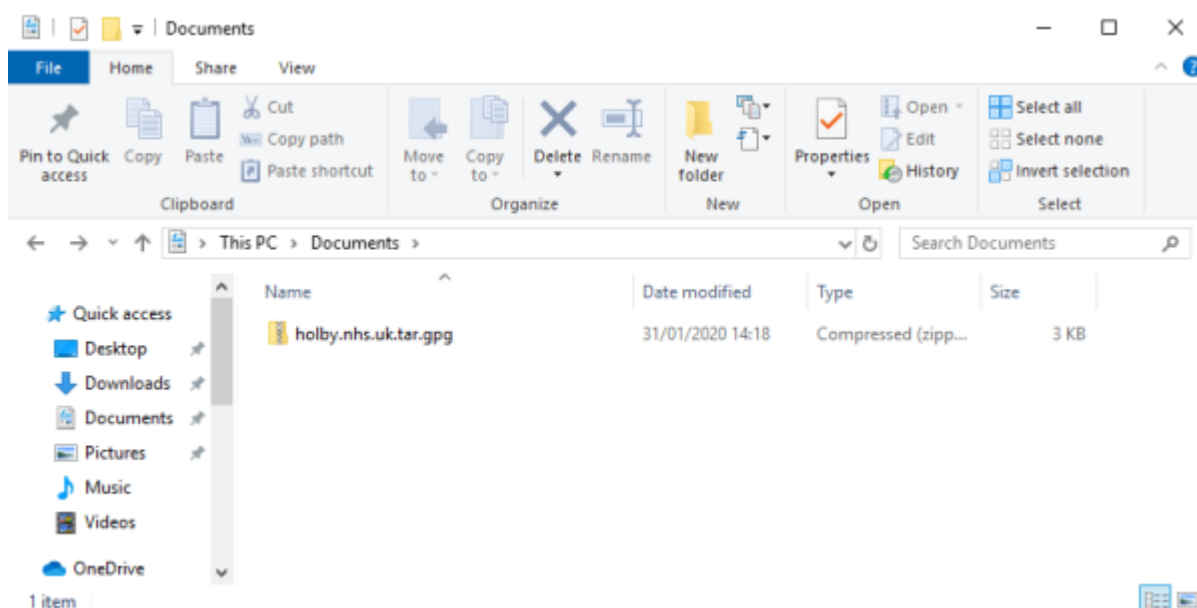 Documents
File Home Share View
Pin to Quick access
Copy
Paste
Cut
Copy path
Paste shortcut
Clipboard
Move to
Copy to
Delete
Rename
Organize
New folder
New
Properties
Open
Edit
History
Open
Select all
Select none
Invert selection
Select
This PC > Documents >
Search Documents
Name Date modified Type Size
holby.nhs.uk.tar.gpg 31/01/2020 14:18 Compressed (zipp... 3 KB
Quick access
Desktop
Downloads
Documents
Pictures
Music
Videos
OneDrive
1 item